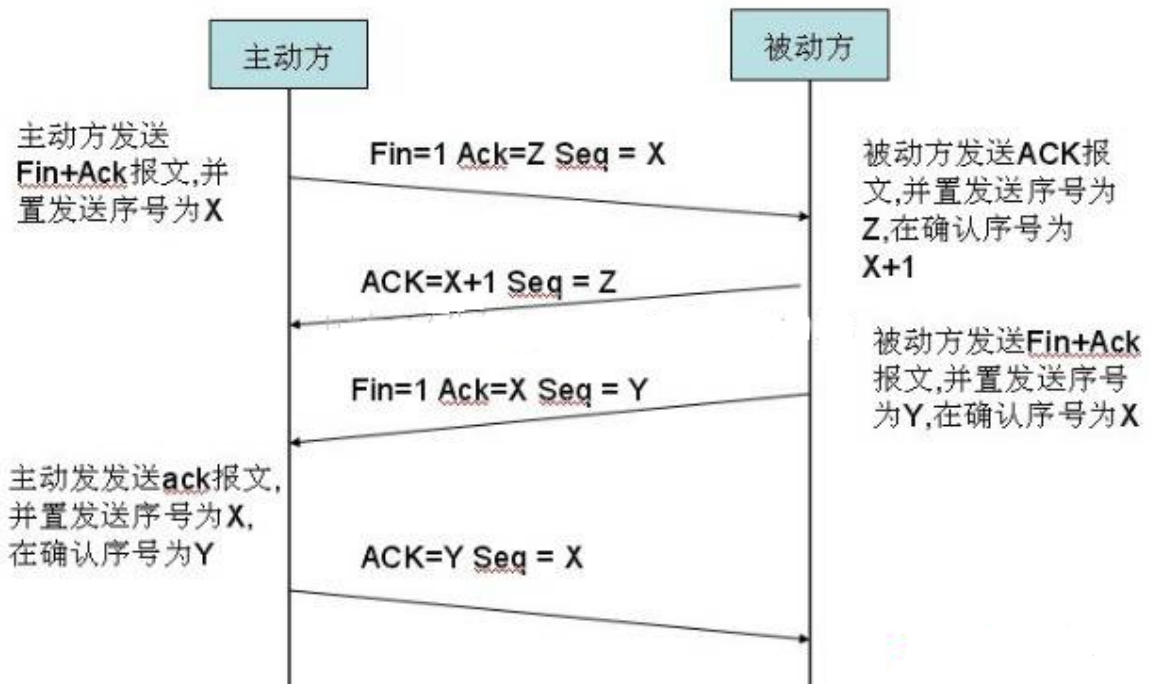 主动方
被动方
主动方发送
Fin+Ack报文,并
置发送序号为X
Fin=1 Ack=Z Seq = X
被动方发送ACK报
文,并置发送序号为
Z,在确认序号为
X+1
ACK=X+1 Seq = Z
被动方发送Fin+Ack
报文,并置发送序号
为Y,在确认序号为X
Fin=1 Ack=X Seq = Y
主动发发送ack报文,
并置发送序号为X,
在确认序号为Y
ACK=Y Seq = X